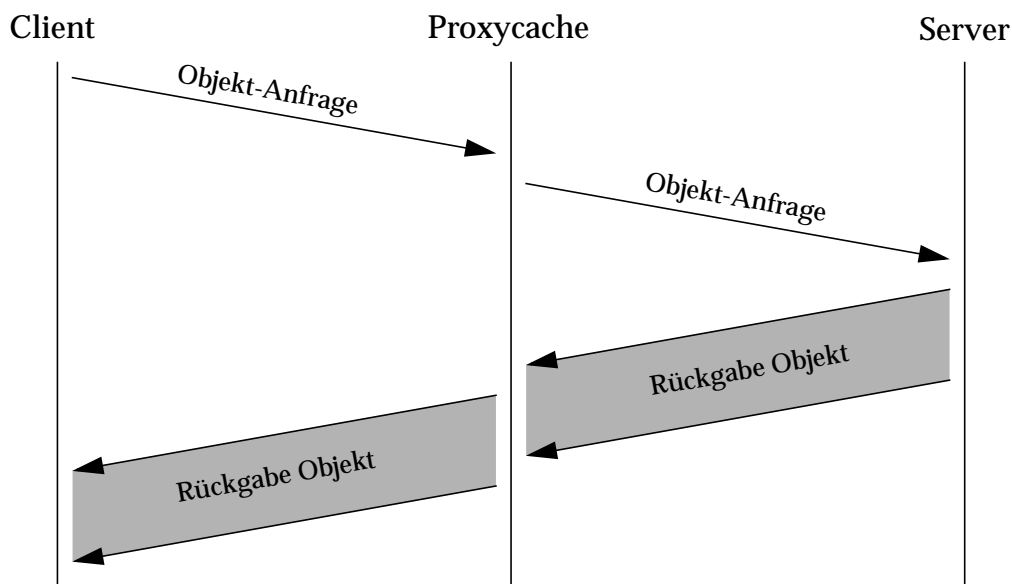 Client
Proxycache
Server
Objekt-Anfrage
Objekt-Anfrage
Rückgabe Objekt
Rückgabe Objekt